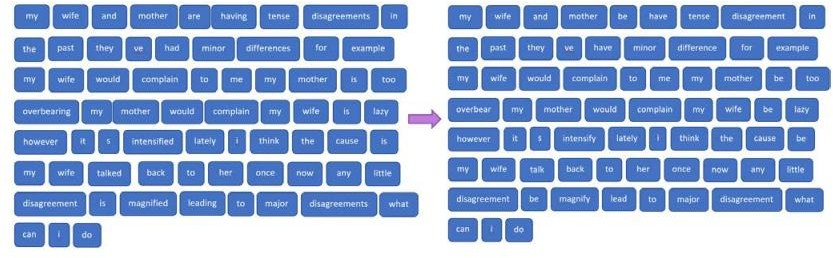 my wife and mother are having tense disagreements in
the past they ve had minor differences for example
my wife would complain to me my mother is too
overbearing my mother would complain my wife is lazy
however it s intensified lately i think the cause is
my wife talked back to her once now any little
disagreement is magnified leading to major disagreements what
can i do
my wife and mother be have tense disagreement in
the past they ve have minor difference for example
my wife would complain to me my mother be too
overbear my mother would complain my wife be lazy
however it s intensify lately i think the cause be
my wife talk back to her once now any little
disagreement be magnify lead to major disagreement what
can i do